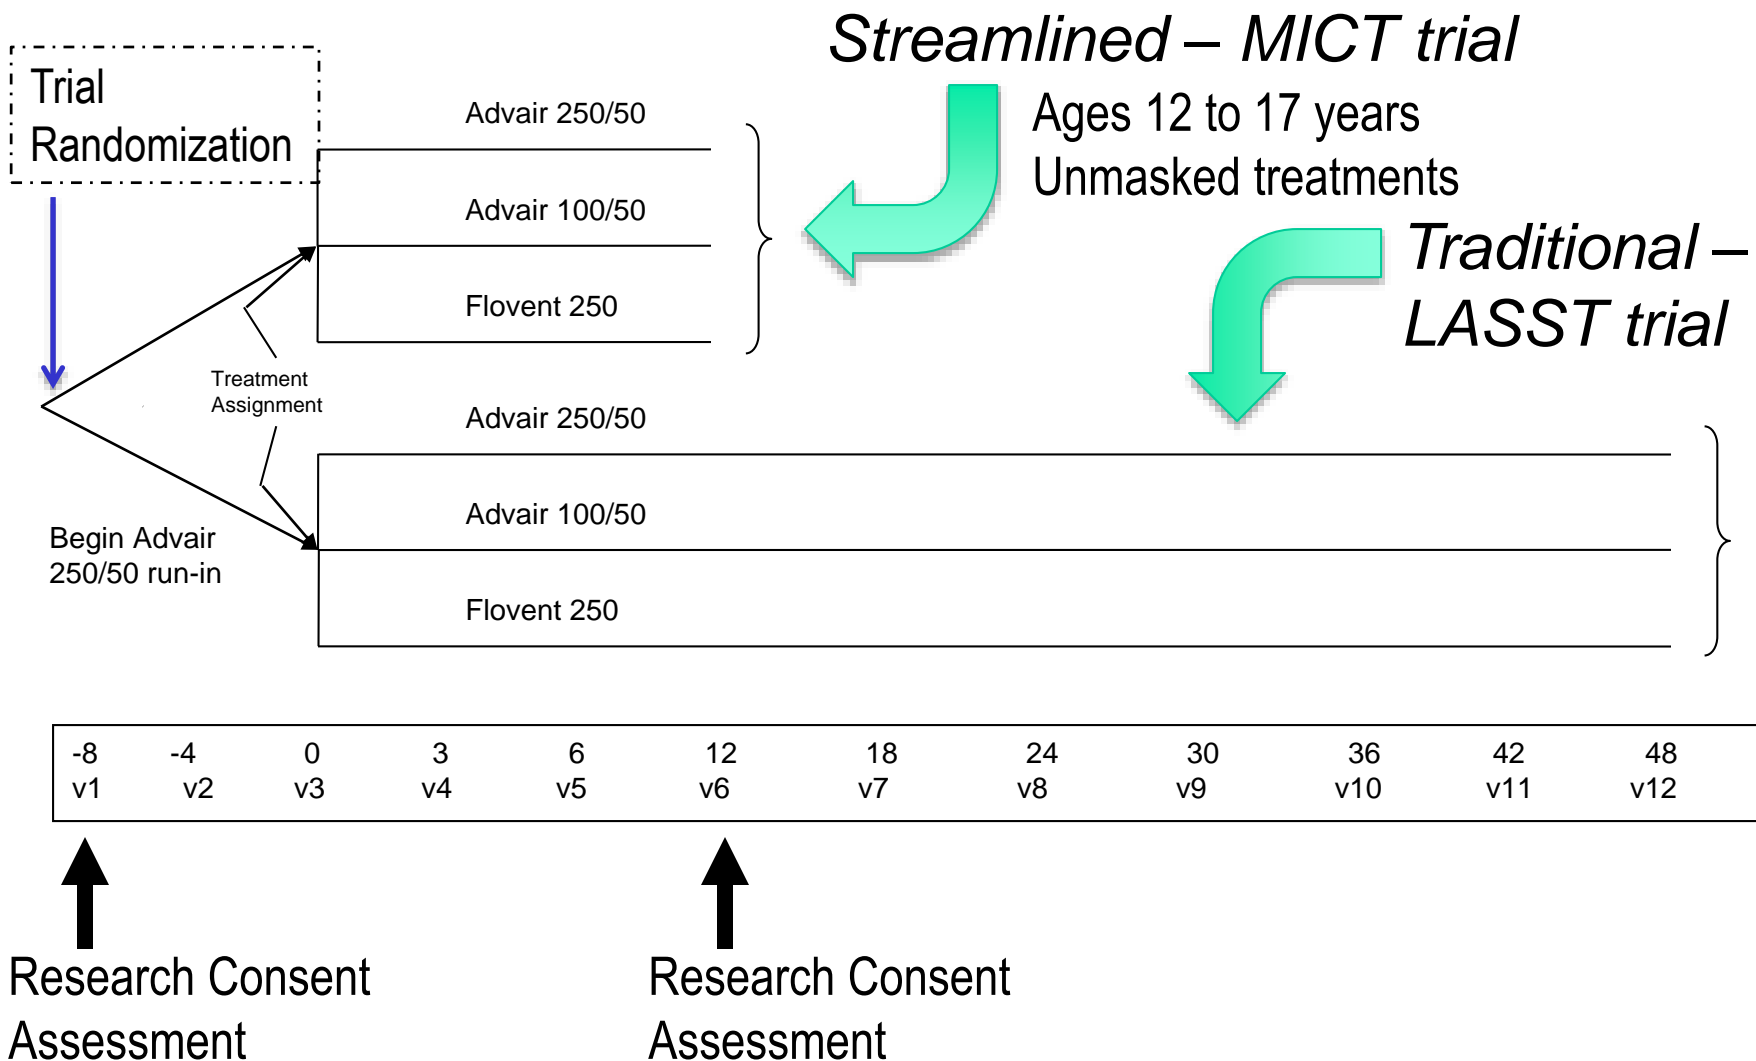 Streamlined – MICT trial
Ages 12 to 17 years
Unmasked treatments
Traditional –
LASST trial
Trial
Randomization
Advair 250/50
Advair 100/50
Flovent 250
Treatment
Assignment
Advair 250/50
Advair 100/50
Flovent 250
Begin Advair
250/50 run-in
-8 -4 0 3 6 12 18 24 30 36 42 48
v1 v2 v3 v4 v5 v6 v7 v8 v9 v10 v11 v12
Research Consent
Assessment
Research Consent
Assessment